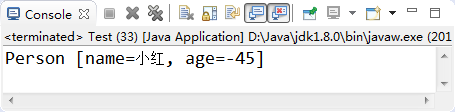 Console
<terminated> Test (33) [Java Application] D:\Java\jdk1.8.0\bin\javaw.exe (201
Person [name=小红, age=-45]